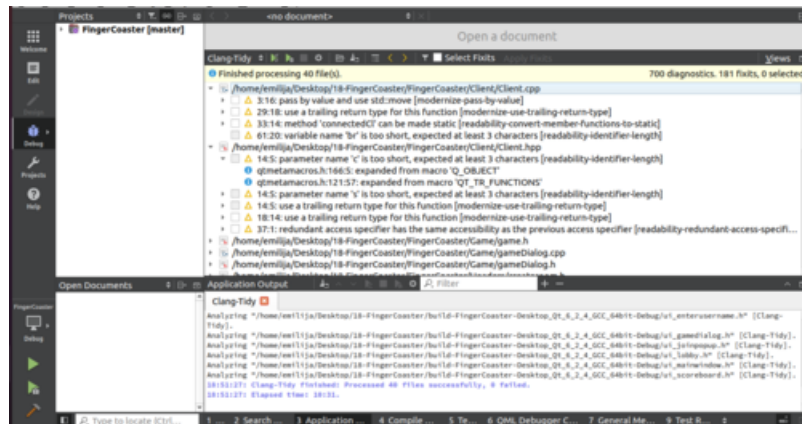 Projects
<no document>
FingerCoaster [master]
Welcome
Edit
Design
Debug
Projects
Help
Open a document
Clang-Tidy
Select Fixits
Apply Fixits
Views
Finished processing 40 file(s).
700 diagnostics. 181 fixits, 0 selected
/home/emilija/Desktop/18-FingerCoaster/FingerCoaster/Client/Client.cpp
3:16: pass by value and use std::move [modernize-pass-by-value]
29:18: use a trailing return type for this function [modernize-use-trailing-return-type]
33:14: method 'connectedCl' can be made static [readability-convert-member-functions-to-static]
61:20: variable name 'br' is too short, expected at least 3 characters [readability-identifier-length]
/home/emilija/Desktop/18-FingerCoaster/FingerCoaster/Client/Client.hpp
14:5: parameter name 'c' is too short, expected at least 3 characters [readability-identifier-length]
qtmetamacros.h:166:5: expanded from macro 'Q_OBJECT'
qtmetamacros.h:121:57: expanded from macro 'QT_TR_FUNCTIONS'
14:5: parameter name 's' is too short, expected at least 3 characters [readability-identifier-length]
14:5: use a trailing return type for this function [modernize-use-trailing-return-type]
18:14: use a trailing return type for this function [modernize-use-trailing-return-type]
37:1: redundant access specifier has the same accessibility as the previous access specifier [readability-redundant-access-specifi...
/home/emilija/Desktop/18-FingerCoaster/FingerCoaster/Game/game.h
/home/emilija/Desktop/18-FingerCoaster/FingerCoaster/Game/gameDialog.cpp
/home/emilija/Desktop/18-FingerCoaster/FingerCoaster/Game/gameDialog.h
Open Documents
Application Output
Filter
Clang-Tidy
Analyzing "/home/emilija/Desktop/18-FingerCoaster/build-FingerCoaster-Desktop_Qt_6_2_4_GCC_64bit-Debug/ui_enterusername.h" [Clang-
Tidy].
Analyzing "/home/emilija/Desktop/18-FingerCoaster/build-FingerCoaster-Desktop_Qt_6_2_4_GCC_64bit-Debug/ui_gamedialog.h" [Clang-Tidy].
Analyzing "/home/emilija/Desktop/18-FingerCoaster/build-FingerCoaster-Desktop_Qt_6_2_4_GCC_64bit-Debug/ui_joinpopup.h" [Clang-Tidy].
Analyzing "/home/emilija/Desktop/18-FingerCoaster/build-FingerCoaster-Desktop_Qt_6_2_4_GCC_64bit-Debug/ui_lobby.h" [Clang-Tidy].
Analyzing "/home/emilija/Desktop/18-FingerCoaster/build-FingerCoaster-Desktop_Qt_6_2_4_GCC_64bit-Debug/ui_mainwindow.h" [Clang-Tidy].
Analyzing "/home/emilija/Desktop/18-FingerCoaster/build-FingerCoaster-Desktop_Qt_6_2_4_GCC_64bit-Debug/ui_scoreboard.h" [Clang-Tidy].
18:51:27: Clang-Tidy finished: Processed 40 files successfully, 0 failed.
18:51:27: Elapsed time: 10:31.
FingerCoaster
Debug
Type to locate (Ctrl...
1 ...
2 Search ...
3 Application ...
4 Compile ...
5 Te...
6 QML Debugger C...
7 General Me...
9 Test R...